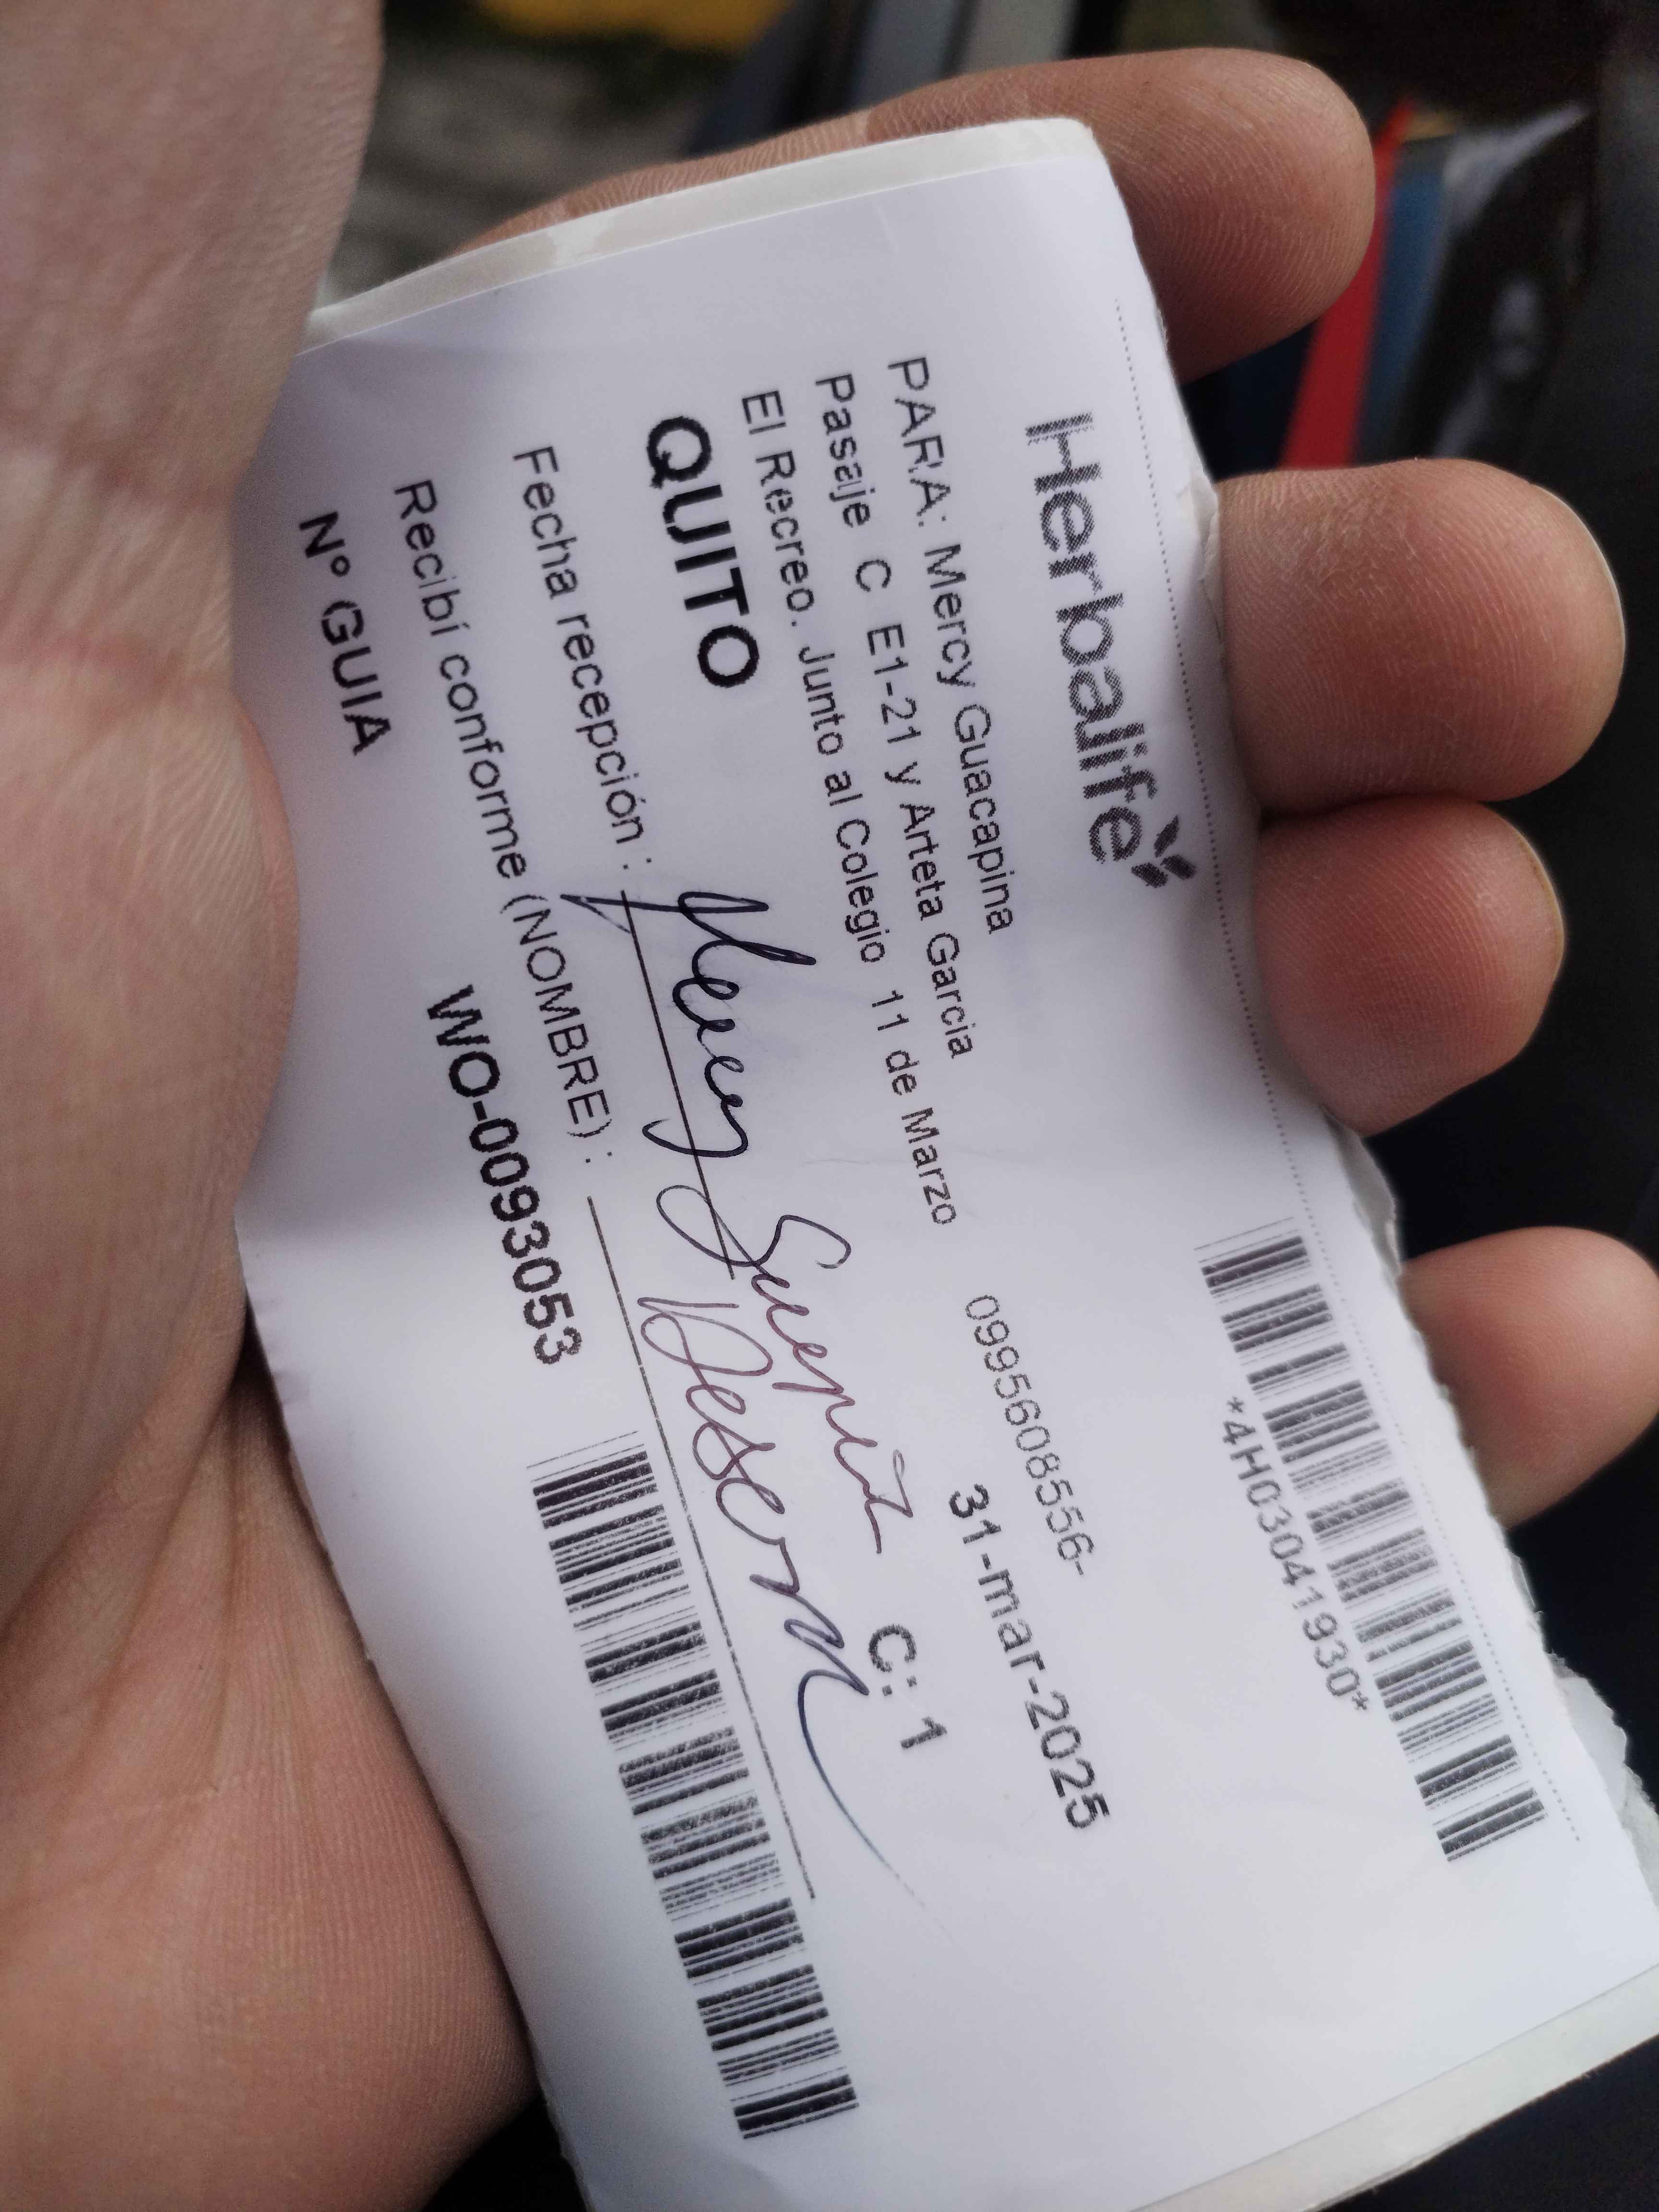 Herbalife
*4H03041930*
PARA: Mercy Guacapina
0995608556-
Pasaje C E1-21 y Arteta Garcia
El Recreo. Junto al Colegio 11 de Marzo
31-mar-2025
QUITO
C: 1
Fecha recepción :
Recibí conforme (NOMBRE) :
Nº GUIA WO-0093053